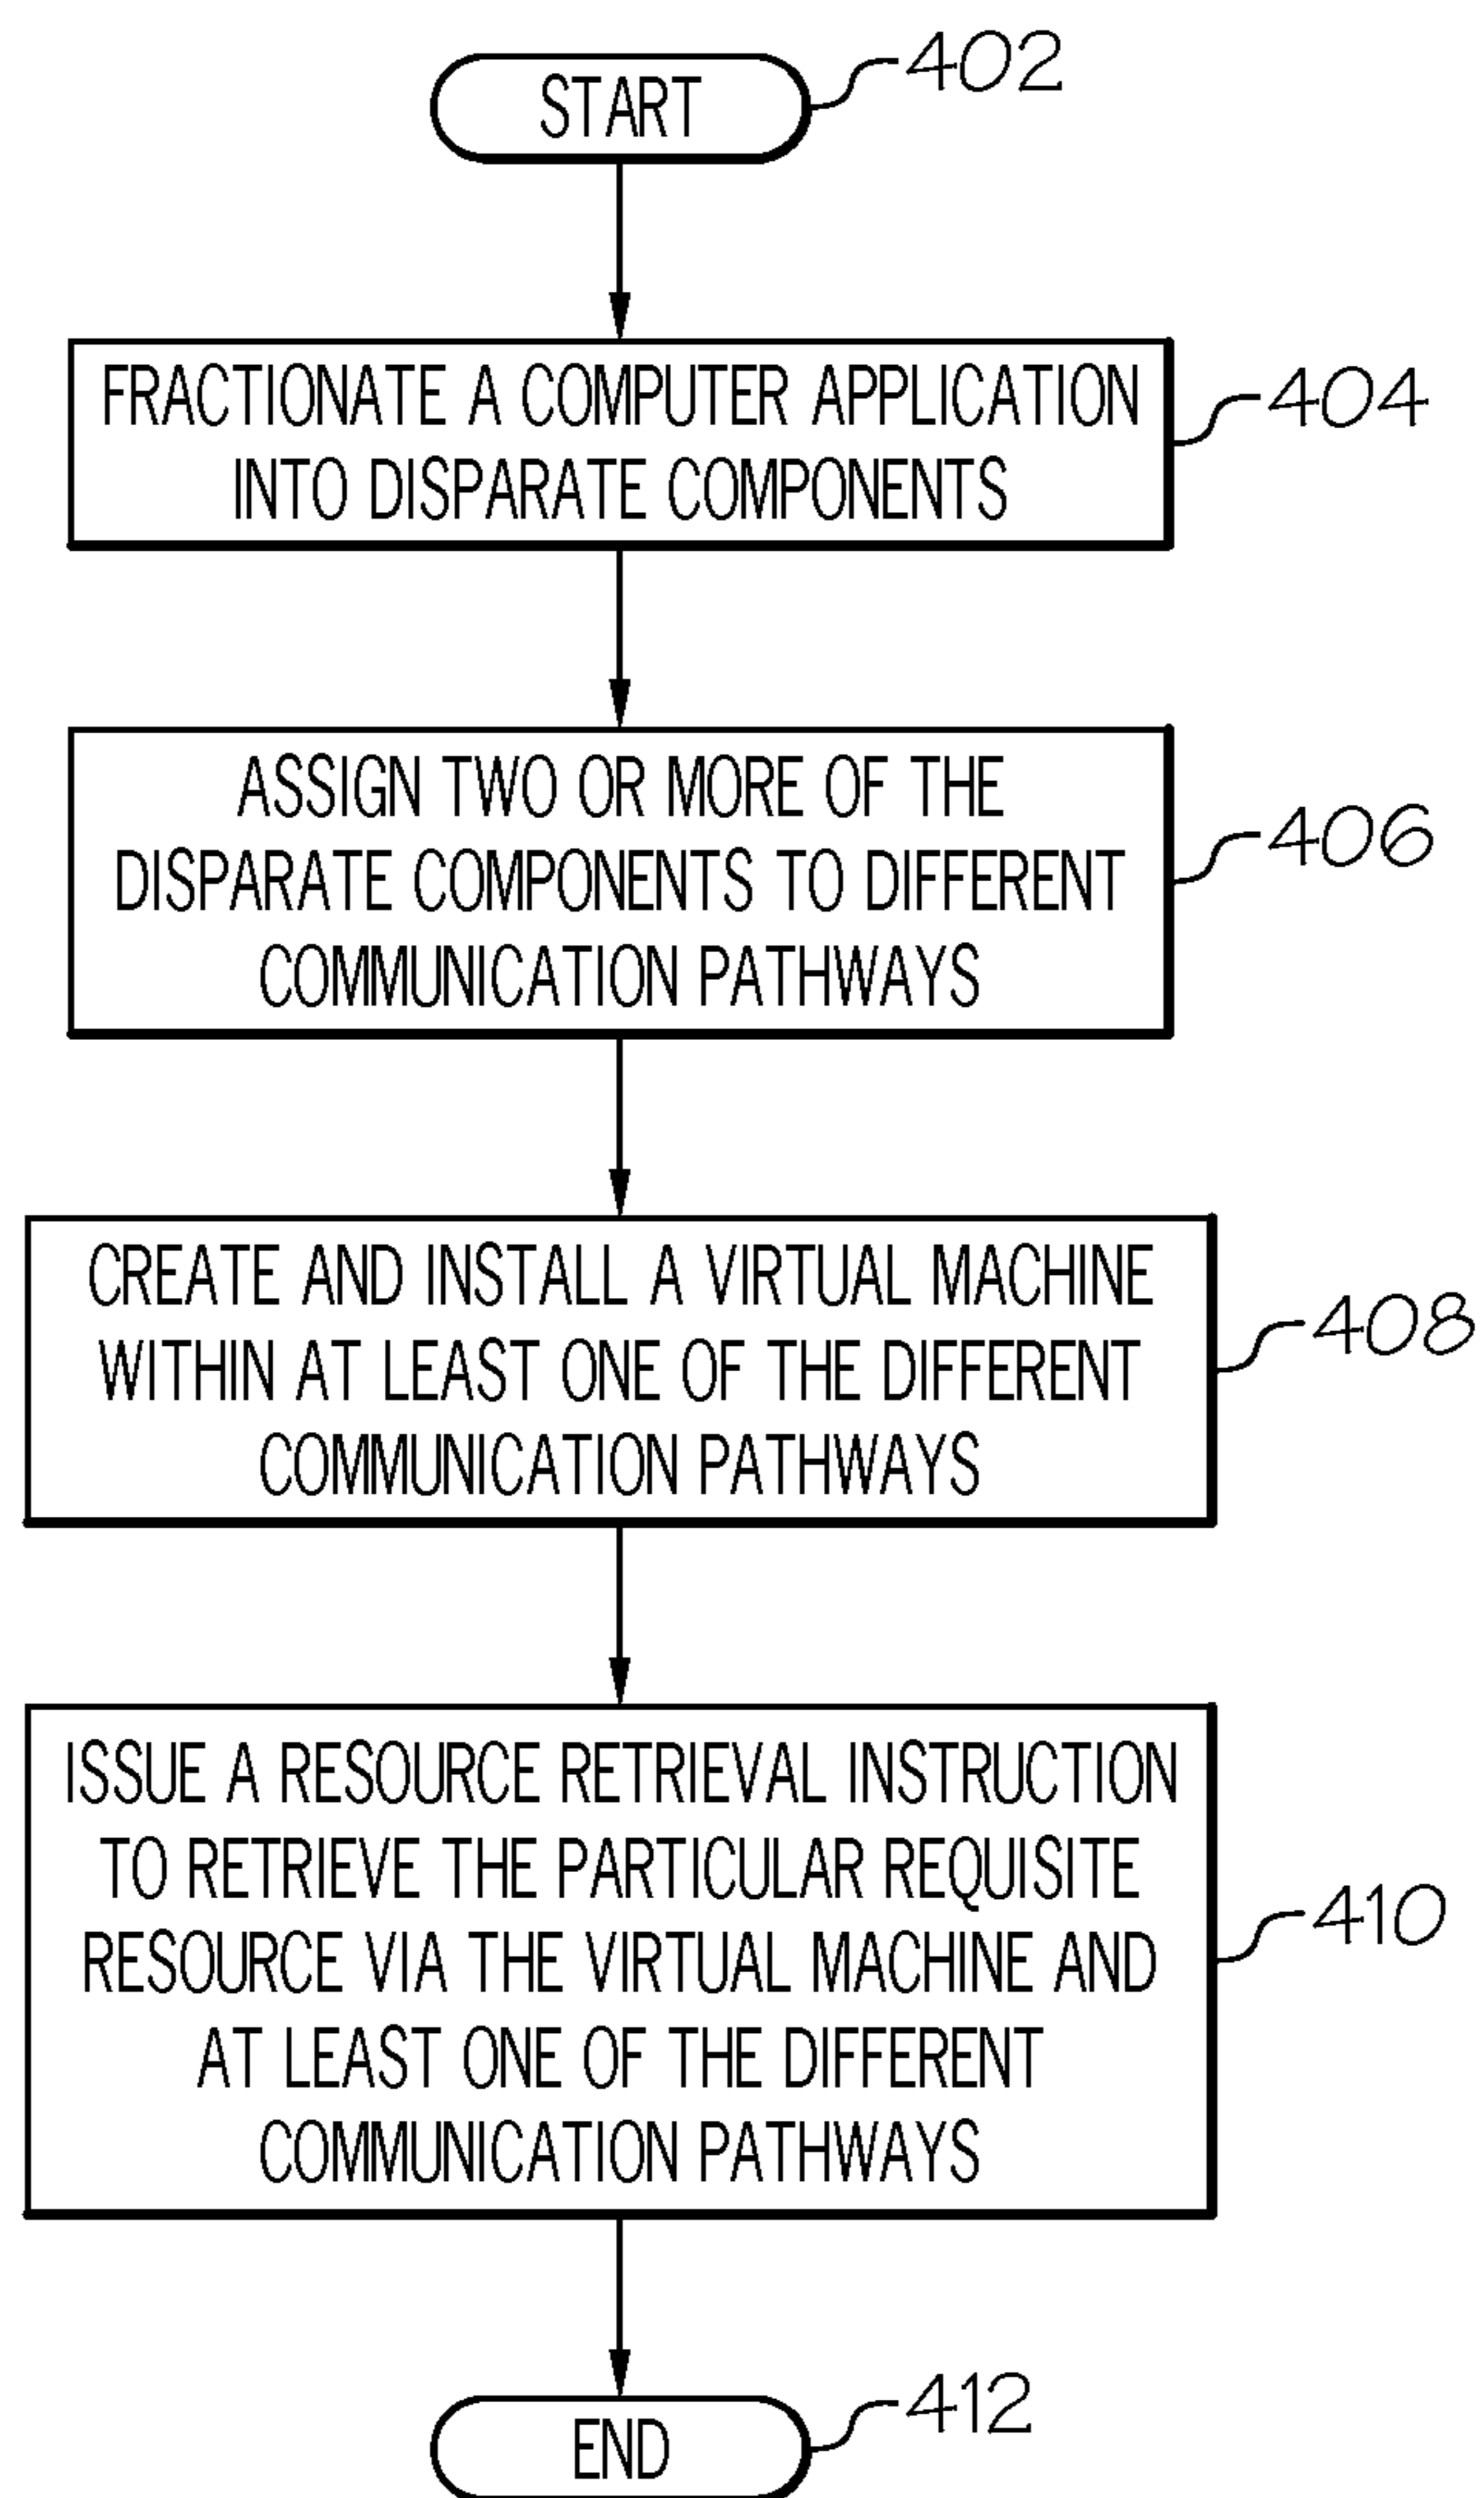 START
402
FRACTIONATE A COMPUTER APPLICATION
INTO DISPARATE COMPONENTS
404
ASSIGN TWO OR MORE OF THE
DISPARATE COMPONENTS TO DIFFERENT
COMMUNICATION PATHWAYS
406
CREATE AND INSTALL A VIRTUAL MACHINE
WITHIN AT LEAST ONE OF THE DIFFERENT
COMMUNICATION PATHWAYS
408
ISSUE A RESOURCE RETRIEVAL INSTRUCTION
TO RETRIEVE THE PARTICULAR REQUISITE
RESOURCE VIA THE VIRTUAL MACHINE AND
AT LEAST ONE OF THE DIFFERENT
COMMUNICATION PATHWAYS
410
END
412